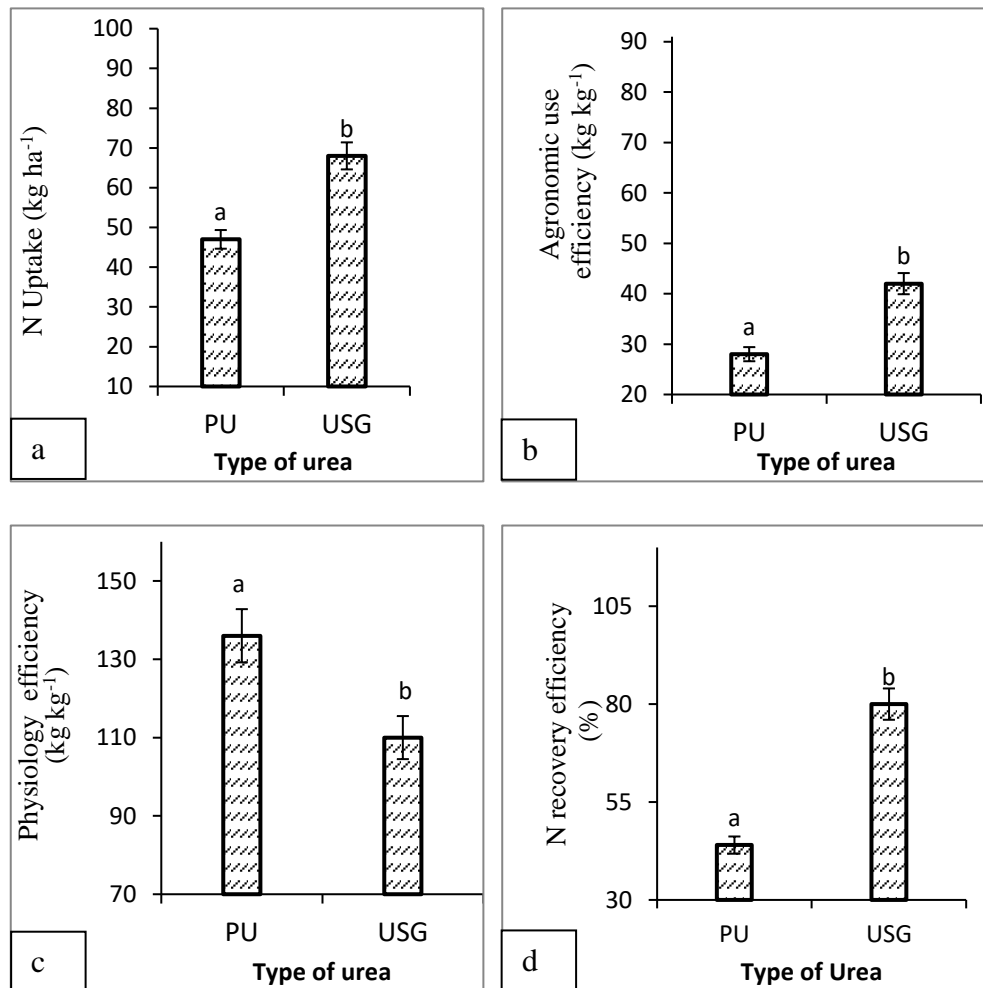 100
90
80
70
60
50
40
30
20
10
N Uptake (kg ha⁻¹)
a
b
PU USG
Type of urea
a
90
80
70
60
50
40
30
20
Agronomic use
efficiency (kg kg⁻¹)
a
b
PU USG
Type of urea
b
150
130
110
90
70
Physiology efficiency
(kg kg⁻¹)
a
b
PU USG
Type of urea
c
105
80
55
30
N recovery efficiency
(%)
a
b
PU USG
Type of Urea
d